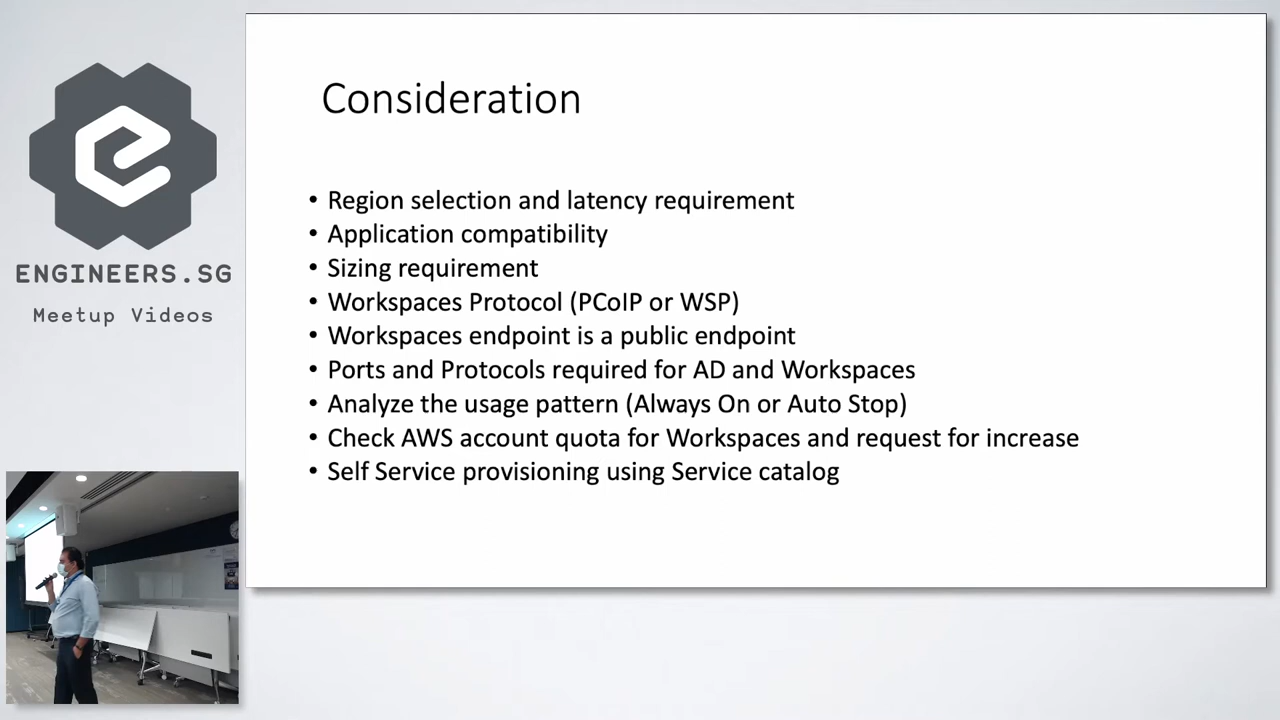 ENGINEERS.SG
Meetup Videos
Consideration
• Region selection and latency requirement
• Application compatibility
• Sizing requirement
• Workspaces Protocol (PCoIP or WSP)
• Workspaces endpoint is a public endpoint
• Ports and Protocols required for AD and Workspaces
• Analyze the usage pattern (Always On or Auto Stop)
• Check AWS account quota for Workspaces and request for increase
• Self Service provisioning using Service catalog